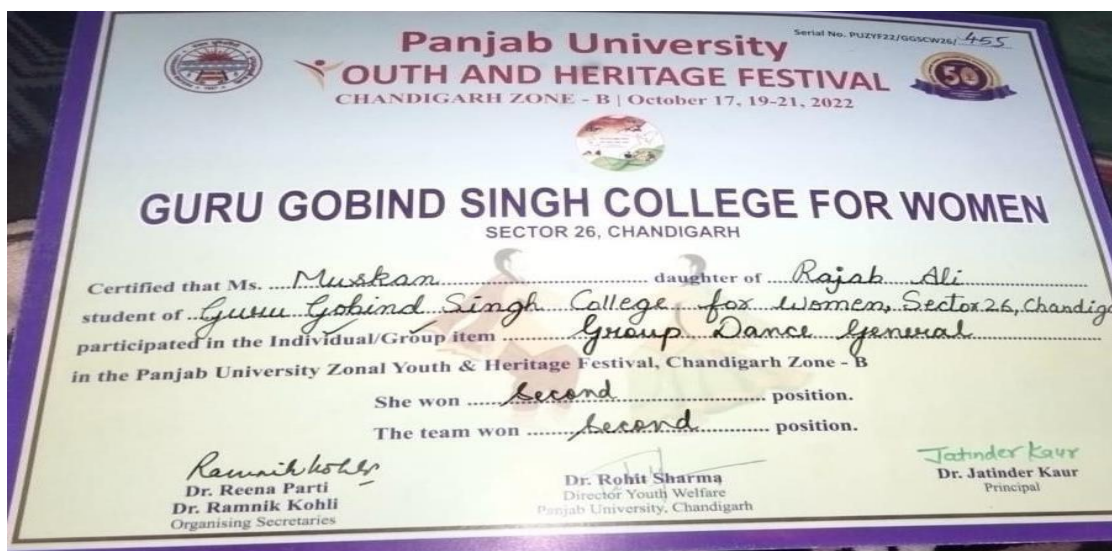 Serial No. PUZYF22/GGSCW26/ 455
Panjab University
YOUTH AND HERITAGE FESTIVAL
CHANDIGARH ZONE - B | October 17, 19-21, 2022
50
GURU GOBIND SINGH COLLEGE FOR WOMEN
SECTOR 26, CHANDIGARH
Certified that Ms. Muskan daughter of Rajab Ali
student of Guru Gobind Singh College for Women, Sector 26, Chandig
participated in the Individual/Group item Group Dance General
in the Panjab University Zonal Youth & Heritage Festival, Chandigarh Zone - B
She won Second position.
The team won Second position.
Ramnik Kohli
Jatinder Kaur
Dr. Reena Parti
Dr. Ramnik Kohli
Organising Secretaries
Dr. Rohit Sharma
Director Youth Welfare
Panjab University, Chandigarh
Dr. Jatinder Kaur
Principal